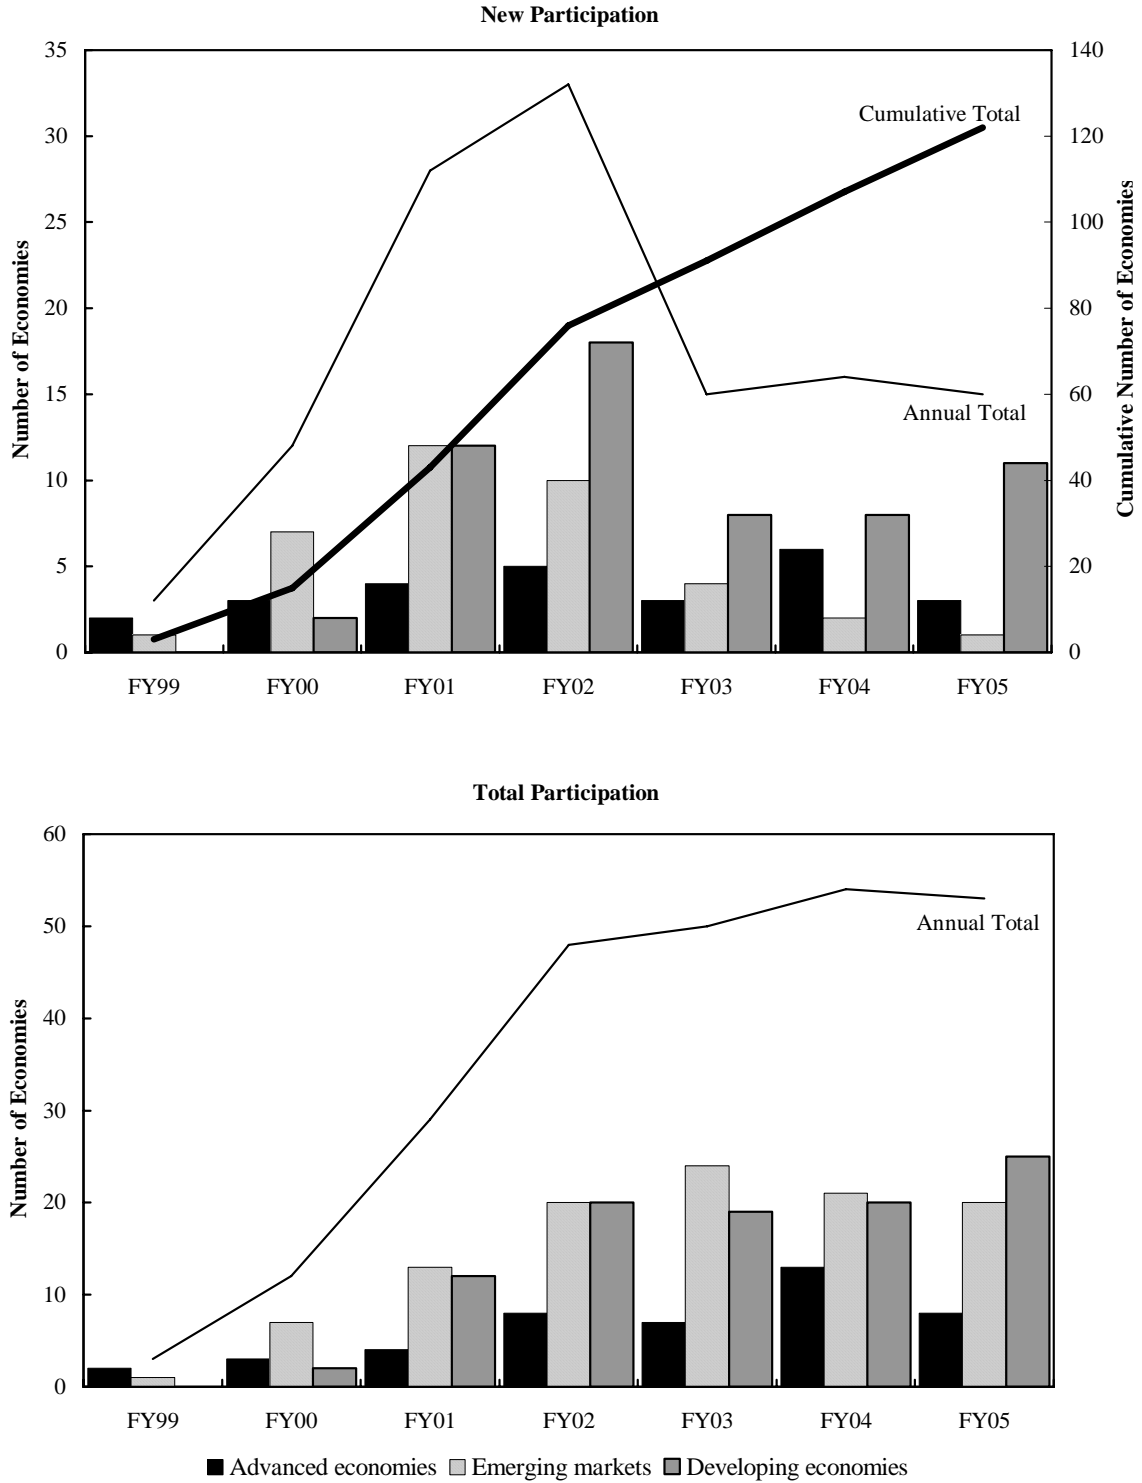 New Participation
35 140
Cumulative Total
30 120
25 100
20 80
15 60
Annual Total
10 40
5 20
0 0
Number of Economies
Cumulative Number of Economies
FY99 FY00 FY01 FY02 FY03 FY04 FY05
Total Participation
60
50
Annual Total
40
30
20
10
0
Number of Economies
FY99 FY00 FY01 FY02 FY03 FY04 FY05
Advanced economies Emerging markets Developing economies